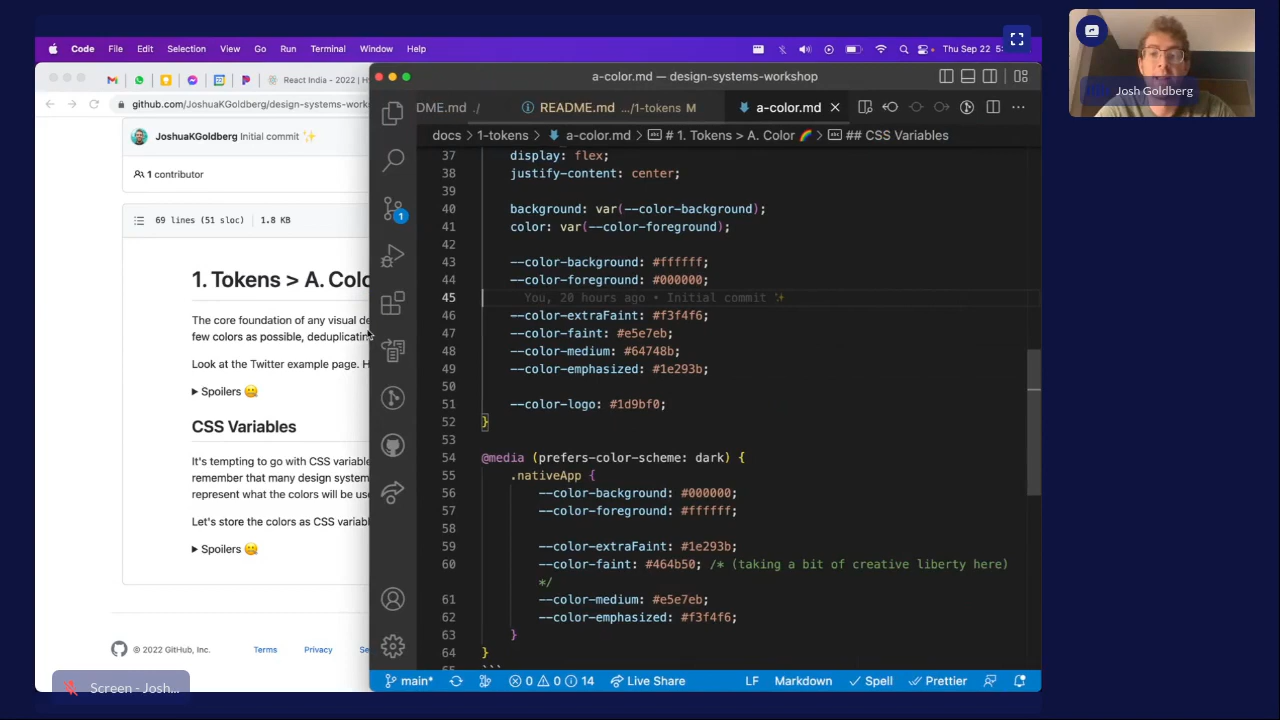 Code File Edit Selection View Go Run Terminal Window Help
Thu Sep 22
React India - 2022 | H
github.com/JoshuaKGoldberg/design-systems-works
JoshuaKGoldberg Initial commit ✨
1 contributor
69 lines (51 sloc) | 1.8 KB
1. Tokens > A. Colo
The core foundation of any visual de
few colors as possible, deduplicatin
Look at the Twitter example page. H
▶ Spoilers 🤗
CSS Variables
It's tempting to go with CSS variable
remember that many design system
represent what the colors will be use
Let's store the colors as CSS variabl
▶ Spoilers 🤗
© 2022 GitHub, Inc. Terms Privacy Se
Screen - Josh...
a-color.md — design-systems-workshop
DME.md ./ README.md .../1-tokens M a-color.md
docs > 1-tokens > a-color.md > # 1. Tokens > A. Color 🌈 > ## CSS Variables
37 display: flex;
38 justify-content: center;
39
40 background: var(--color-background);
41 color: var(--color-foreground);
42
43 --color-background: #ffffff;
44 --color-foreground: #000000;
45 You, 20 hours ago • Initial commit ✨
46 --color-extraFaint: #f3f4f6;
47 --color-faint: #e5e7eb;
48 --color-medium: #64748b;
49 --color-emphasized: #1e293b;
50
51 --color-logo: #1d9bf0;
52 }
53
54 @media (prefers-color-scheme: dark) {
55 .nativeApp {
56 --color-background: #000000;
57 --color-foreground: #ffffff;
58
59 --color-extraFaint: #1e293b;
60 --color-faint: #464b50; /* (taking a bit of creative liberty here)
*/
61 --color-medium: #e5e7eb;
62 --color-emphasized: #f3f4f6;
63 }
64 }
65 ```
1
main* 0 0 14 Live Share LF Markdown Spell Prettier
Josh Goldberg